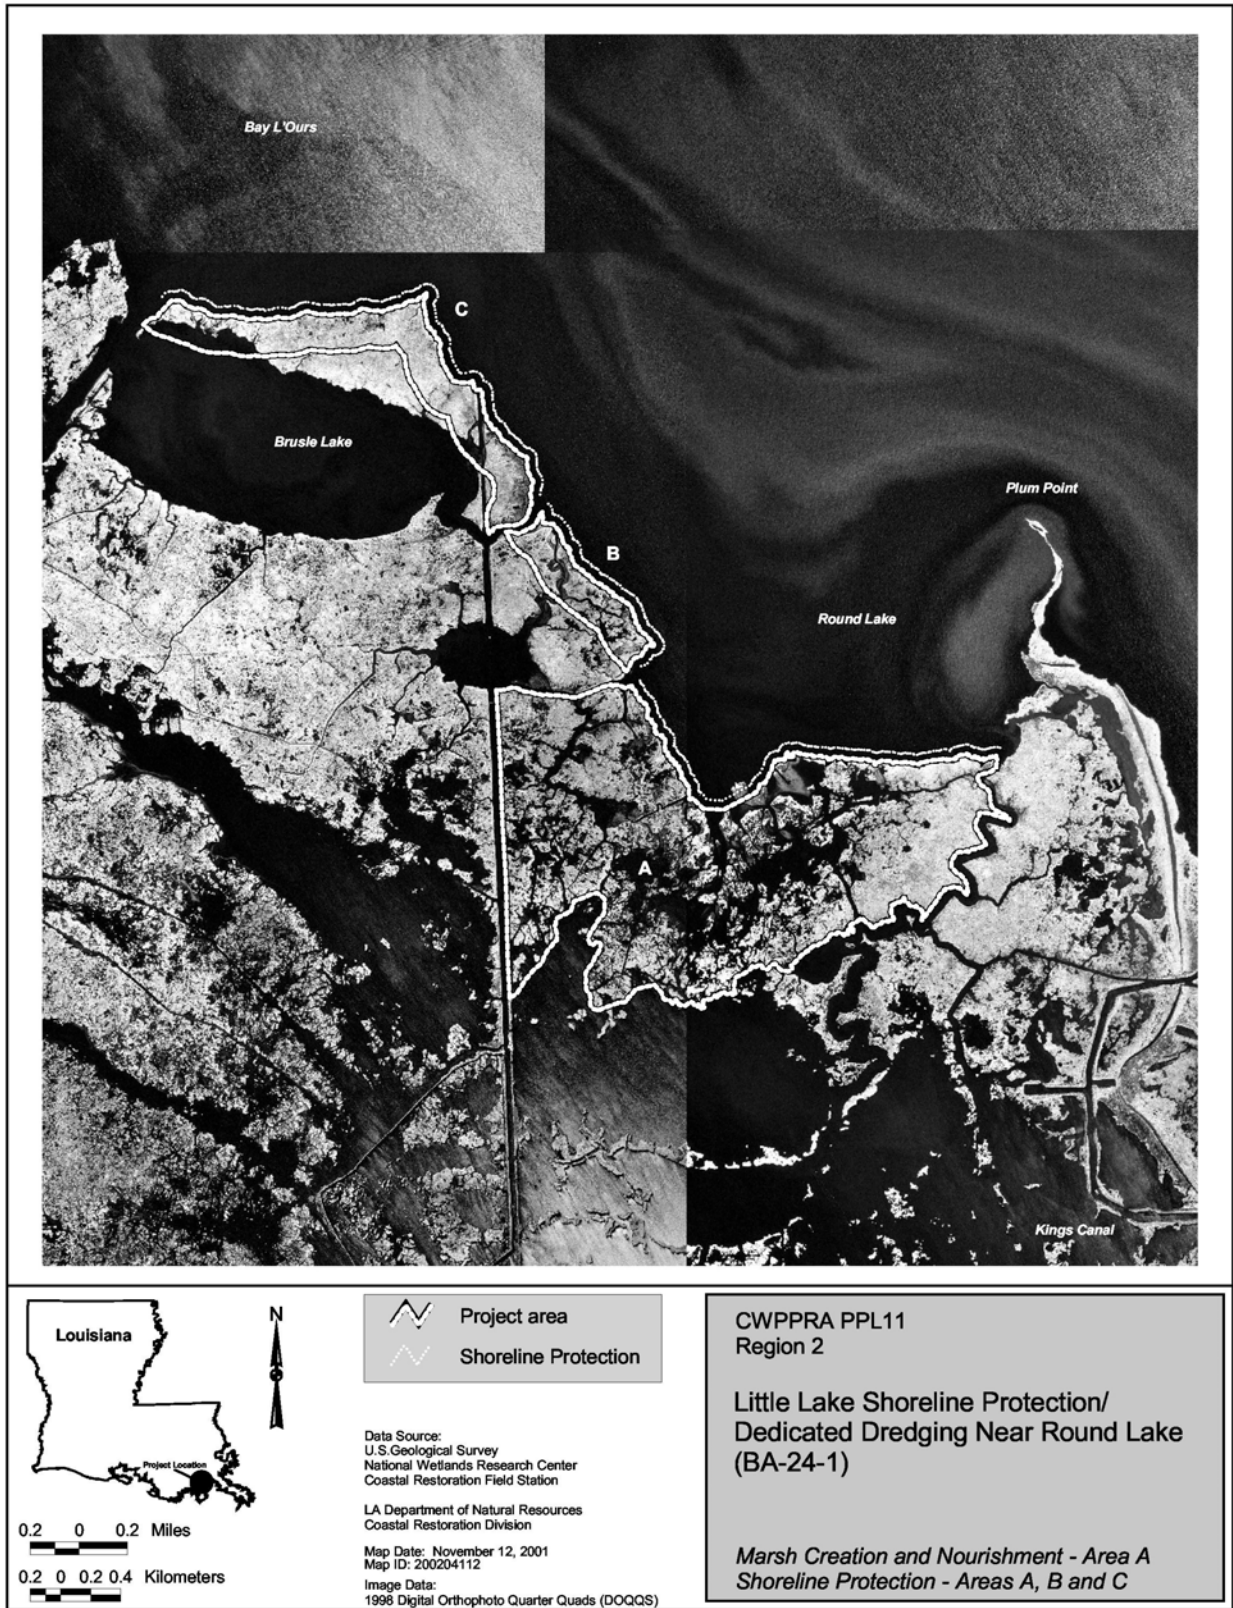 Bay L'Ours
C
Brusle Lake
Plum Point
B
Round Lake
A
Kings Canal
Louisiana
Project Location
N
0.2 0 0.2 Miles
0.2 0 0.2 0.4 Kilometers
Project area
Shoreline Protection
Data Source:
U.S.Geological Survey
National Wetlands Research Center
Coastal Restoration Field Station
LA Department of Natural Resources
Coastal Restoration Division
Map Date: November 12, 2001
Map ID: 200204112
Image Data:
1998 Digital Orthophoto Quarter Quads (DOQQS)
CWPPRA PPL11
Region 2
Little Lake Shoreline Protection/
Dedicated Dredging Near Round Lake
(BA-24-1)
Marsh Creation and Nourishment - Area A
Shoreline Protection - Areas A, B and C